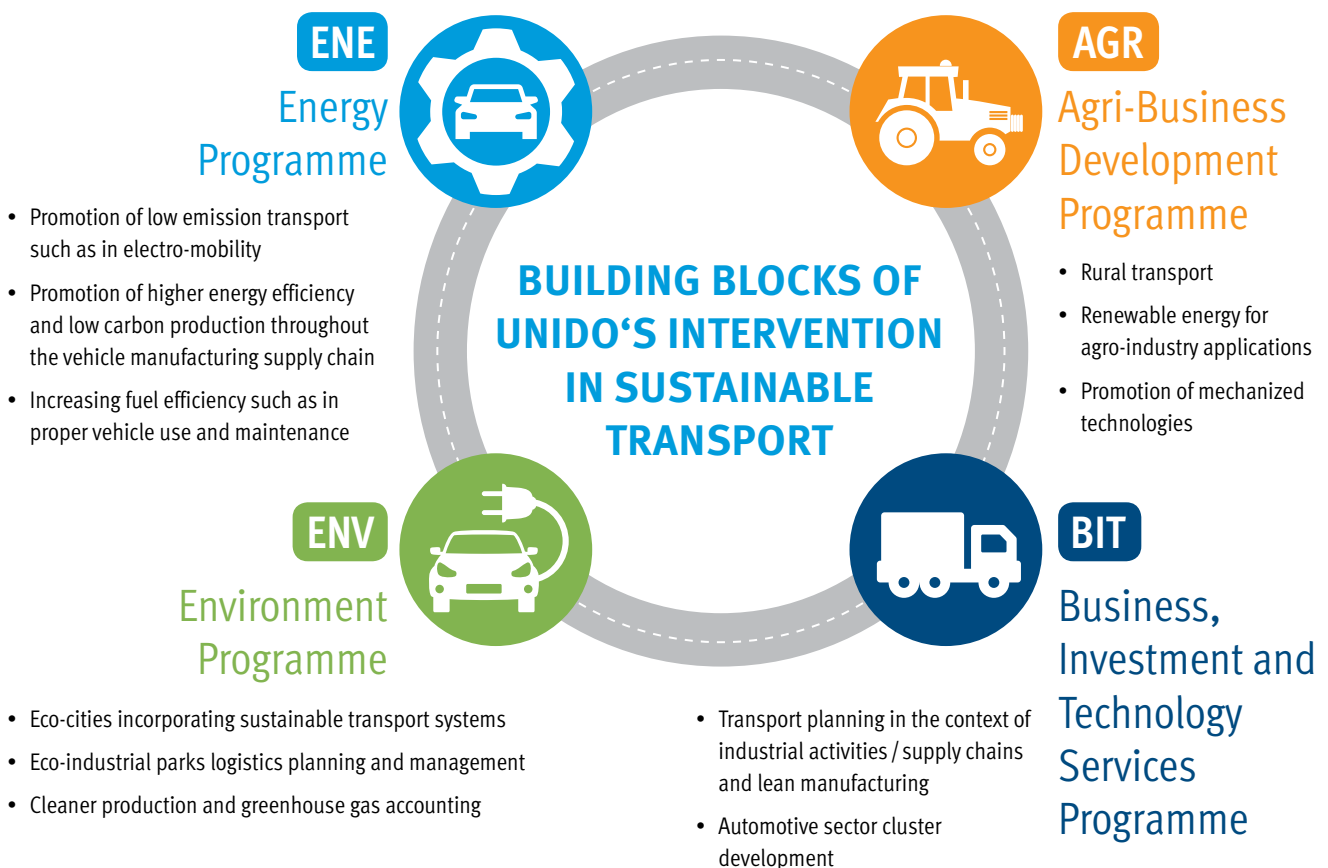 ENE
Energy
Programme
• Promotion of low emission transport
such as in electro-mobility
• Promotion of higher energy efficiency
and low carbon production throughout
the vehicle manufacturing supply chain
• Increasing fuel efficiency such as in
proper vehicle use and maintenance
AGR
Agri-Business
Development
Programme
• Rural transport
• Renewable energy for
agro-industry applications
• Promotion of mechanized
technologies
BUILDING BLOCKS OF
UNIDO‘S INTERVENTION
IN SUSTAINABLE
TRANSPORT
ENV
Environment
Programme
• Eco-cities incorporating sustainable transport systems
• Eco-industrial parks logistics planning and management
• Cleaner production and greenhouse gas accounting
BIT
Business,
Investment and
Technology
Services
Programme
• Transport planning in the context of
industrial activities / supply chains
and lean manufacturing
• Automotive sector cluster
development